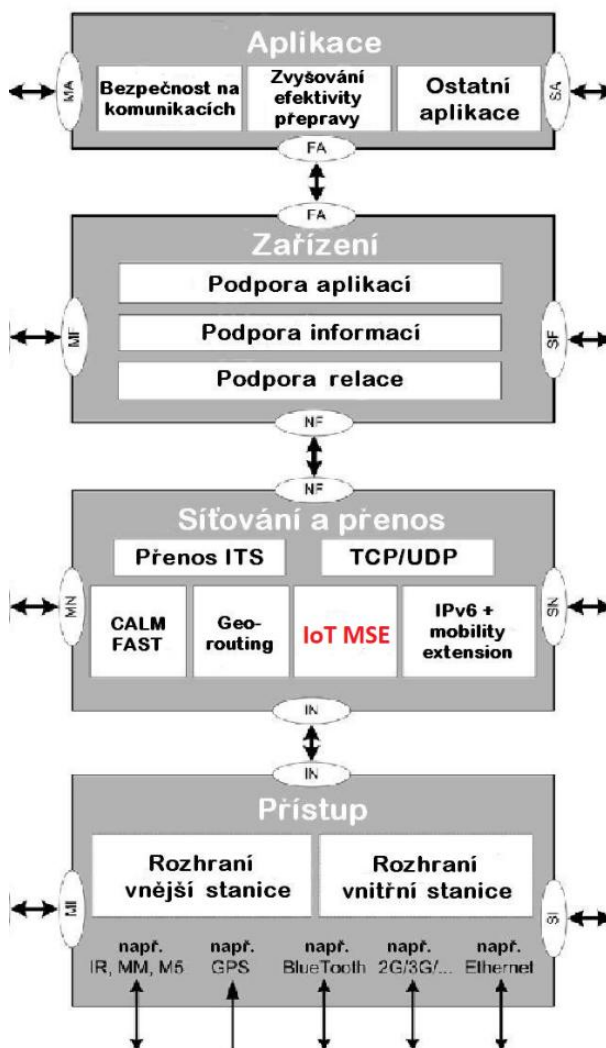 Aplikace
MA
Bezpečnost na
komunikacích
Zvyšování
efektivity
přepravy
Ostatní
aplikace
SA
FA
FA
Zařízení
Podpora aplikací
MF
Podpora informací
SF
Podpora relace
NF
NF
Síťování a přenos
Přenos ITS
TCP/UDP
MN
CALM
FAST
Geo-
routing
IoT MSE
IPv6 +
mobility
extension
SN
IN
IN
Přístup
Rozhraní
vnější stanice
Rozhraní
vnitřní stanice
MI
SI
např.
IR, MM, M5
např.
GPS
např.
BlueTooth
např.
2G/3G/...
např.
Ethernet